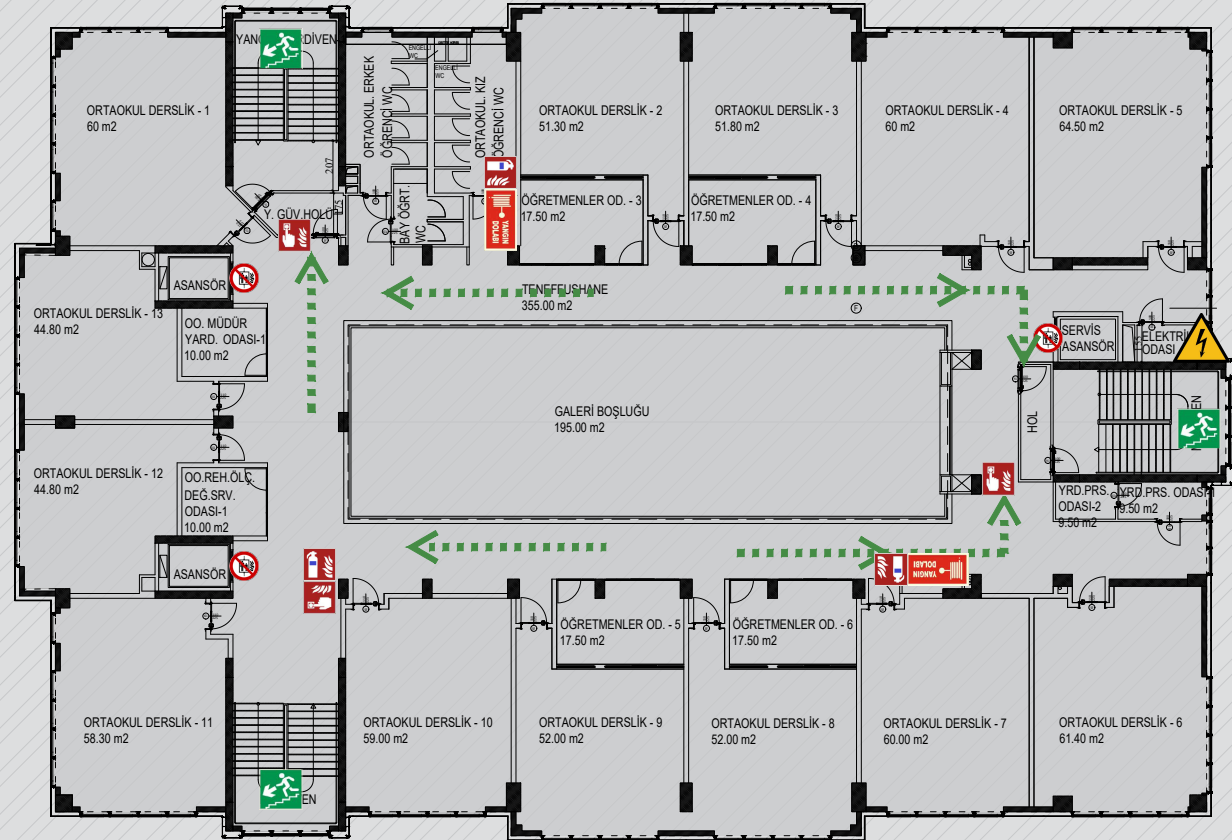 ORTAOKUL DERSLİK - 1
60 m2
ORTAOKUL. ERKEK
ÖĞRENCİ WC
ENGELLİ
WC
ENGELLİ
WC
ORTAOKUL. KIZ
ÖĞRENCİ WC
ORTAOKUL DERSLİK - 2
51.30 m2
ORTAOKUL DERSLİK - 3
51.80 m2
ORTAOKUL DERSLİK - 4
60 m2
ORTAOKUL DERSLİK - 5
64.50 m2
207
175
Y. GÜV.HOLÜ
BAY ÖĞRT.
WC
YANGIN
DOLABI
ÖĞRETMENLER OD. - 3
17.50 m2
ÖĞRETMENLER OD. - 4
17.50 m2
ASANSÖR
ORTAOKUL DERSLİK - 13
44.80 m2
OO. MÜDÜR
YARD. ODASI-1
10.00 m2
TENEFFUSHANE
355.00 m2
F
SERVİS
ASANSÖR
ELEKTRİ
ODASI
GALERİ BOŞLUĞU
195.00 m2
HOL
ORTAOKUL DERSLİK - 12
44.80 m2
OO.REH.ÖLÇ.
DEĞ.SRV.
ODASI-1
10.00 m2
YRD.PRS.
ODASI-2
9.50 m2
YRD.PRS. ODASI-1
9.50 m2
ASANSÖR
YANGIN
DOLABI
ÖĞRETMENLER OD. - 5
17.50 m2
ÖĞRETMENLER OD. - 6
17.50 m2
ORTAOKUL DERSLİK - 11
58.30 m2
ORTAOKUL DERSLİK - 10
59.00 m2
ORTAOKUL DERSLİK - 9
52.00 m2
ORTAOKUL DERSLİK - 8
52.00 m2
ORTAOKUL DERSLİK - 7
60.00 m2
ORTAOKUL DERSLİK - 6
61.40 m2